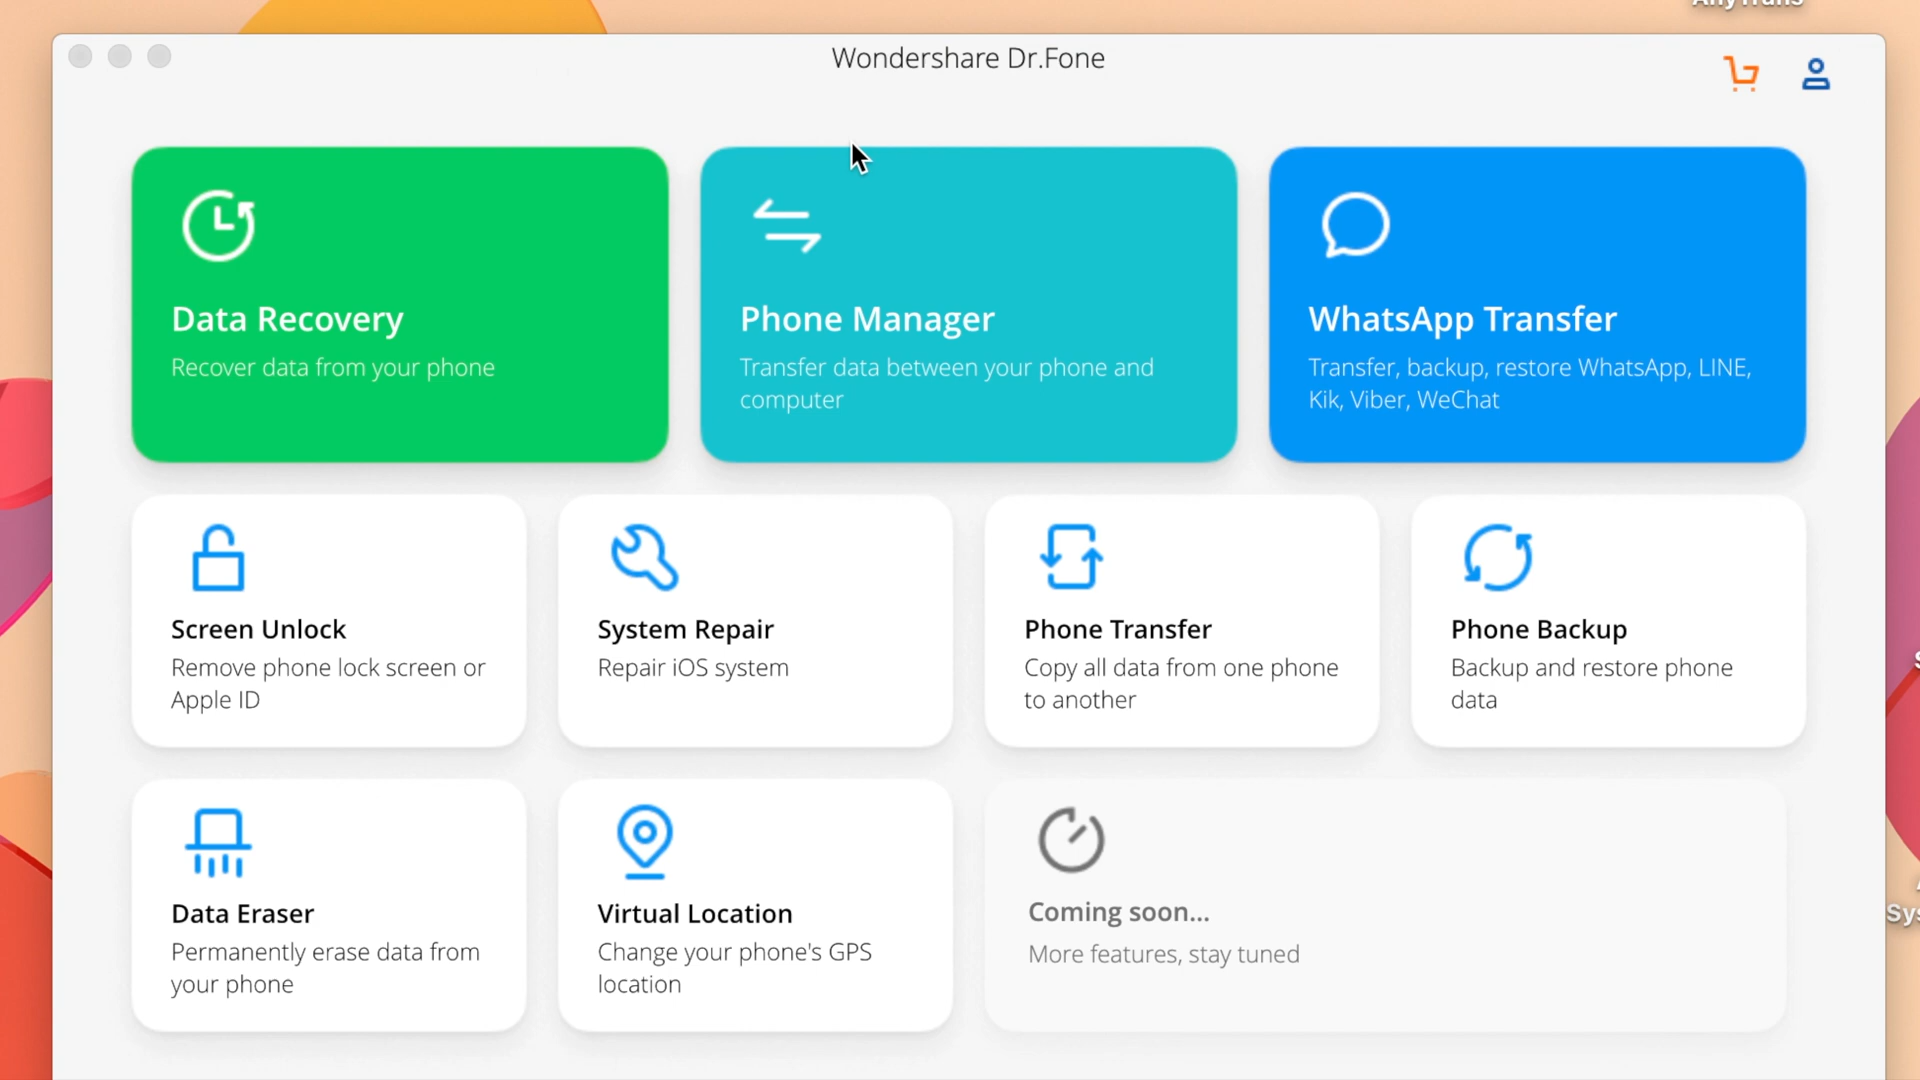 Wondershare Dr.Fone
Data Recovery
Recover data from your phone
Phone Manager
Transfer data between your phone and
computer
WhatsApp Transfer
Transfer, backup, restore WhatsApp, LINE,
Kik, Viber, WeChat
Screen Unlock
Remove phone lock screen or
Apple ID
System Repair
Repair iOS system
Phone Transfer
Copy all data from one phone
to another
Phone Backup
Backup and restore phone
data
Data Eraser
Permanently erase data from
your phone
Virtual Location
Change your phone's GPS
location
Coming soon...
More features, stay tuned